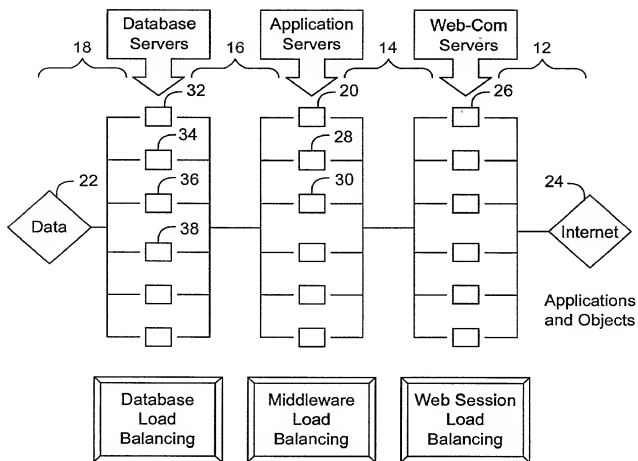 Database
Servers
Application
Servers
Web-Com
Servers
18
16
14
12
32
20
26
34
28
36
30
22
24
38
Data
Internet
Applications
and Objects
Database
Load
Balancing
Middleware
Load
Balancing
Web Session
Load
Balancing